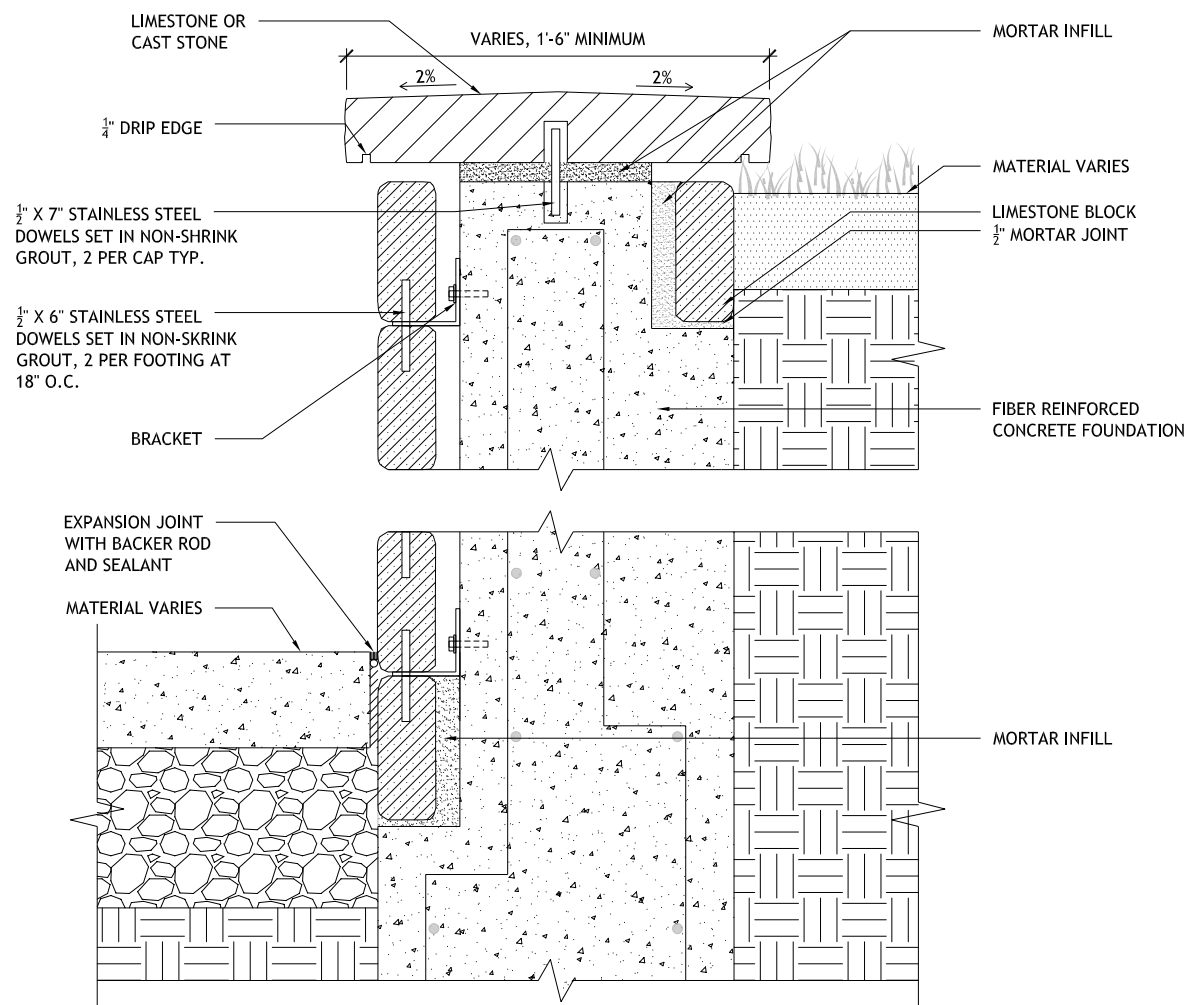 LIMESTONE OR
CAST STONE
VARIES, 1'-6" MINIMUM
MORTAR INFILL
2%
2%
1/4" DRIP EDGE
MATERIAL VARIES
1/2" X 7" STAINLESS STEEL
DOWELS SET IN NON-SHRINK
GROUT, 2 PER CAP TYP.
LIMESTONE BLOCK
1/2" MORTAR JOINT
1/2" X 6" STAINLESS STEEL
DOWELS SET IN NON-SKRINK
GROUT, 2 PER FOOTING AT
18" O.C.
BRACKET
FIBER REINFORCED
CONCRETE FOUNDATION
EXPANSION JOINT
WITH BACKER ROD
AND SEALANT
MATERIAL VARIES
MORTAR INFILL